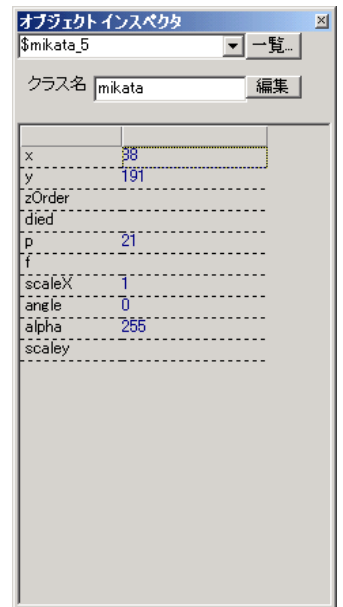 オブジェクト インスペクタ
$mikata_5 一覧...
クラス名 mikata 編集
x 38
y 191
zOrder
died
p 21
f
scaleX 1
angle 0
alpha 255
scaley